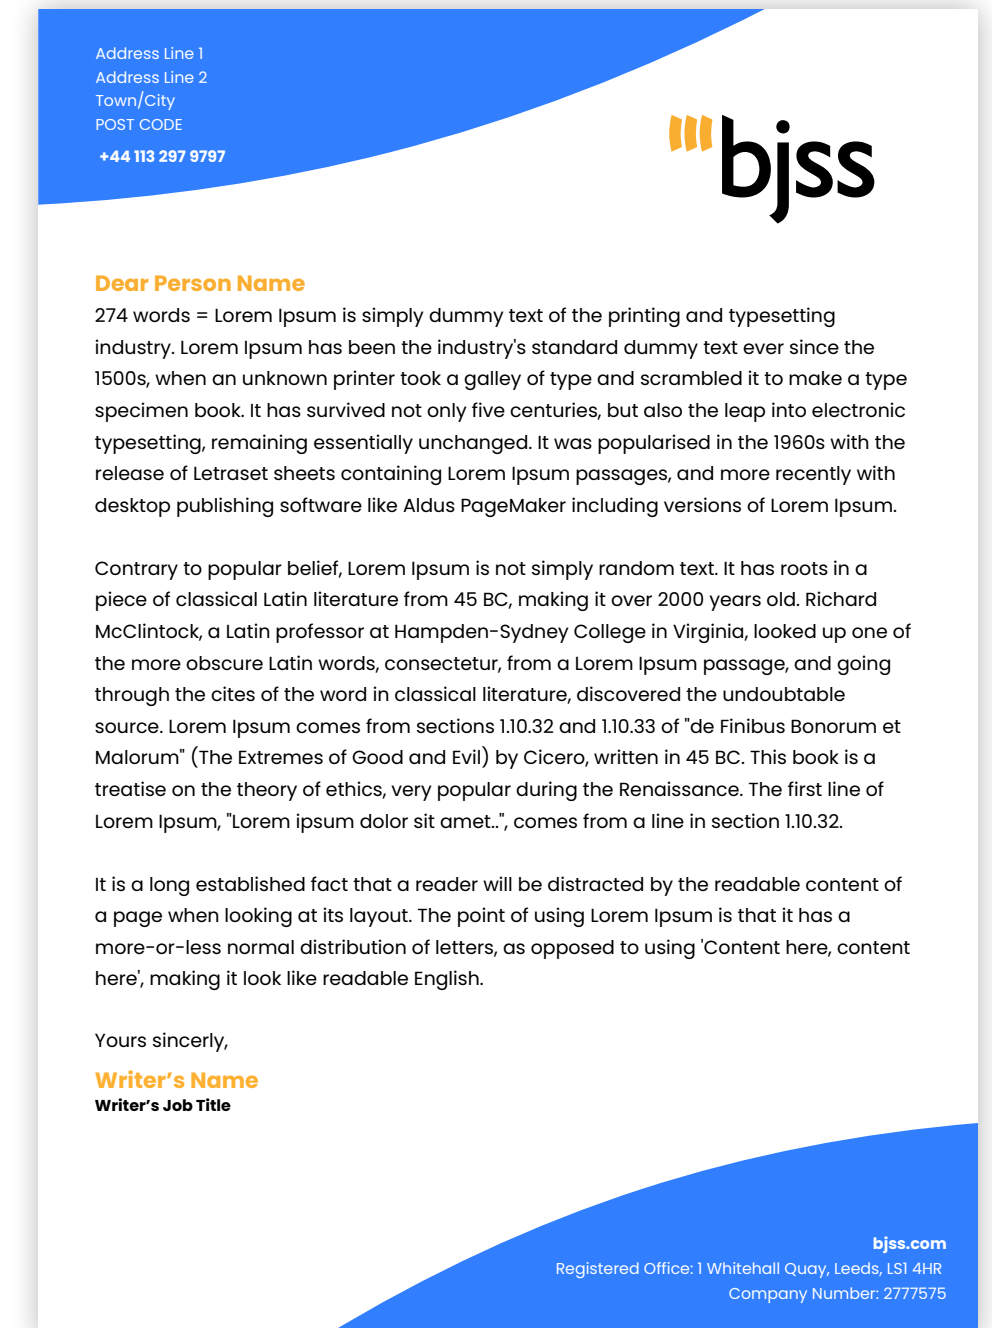 Address Line 1
Address Line 2
Town/City
POST CODE
+44 113 297 9797
bjss
Dear Person Name
274 words = Lorem Ipsum is simply dummy text of the printing and typesetting
industry. Lorem Ipsum has been the industry's standard dummy text ever since the
1500s, when an unknown printer took a galley of type and scrambled it to make a type
specimen book. It has survived not only five centuries, but also the leap into electronic
typesetting, remaining essentially unchanged. It was popularised in the 1960s with the
release of Letraset sheets containing Lorem Ipsum passages, and more recently with
desktop publishing software like Aldus PageMaker including versions of Lorem Ipsum.
Contrary to popular belief, Lorem Ipsum is not simply random text. It has roots in a
piece of classical Latin literature from 45 BC, making it over 2000 years old. Richard
McClintock, a Latin professor at Hampden-Sydney College in Virginia, looked up one of
the more obscure Latin words, consectetur, from a Lorem Ipsum passage, and going
through the cites of the word in classical literature, discovered the undoubtable
source. Lorem Ipsum comes from sections 1.10.32 and 1.10.33 of "de Finibus Bonorum et
Malorum" (The Extremes of Good and Evil) by Cicero, written in 45 BC. This book is a
treatise on the theory of ethics, very popular during the Renaissance. The first line of
Lorem Ipsum, "Lorem ipsum dolor sit amet..", comes from a line in section 1.10.32.
It is a long established fact that a reader will be distracted by the readable content of
a page when looking at its layout. The point of using Lorem Ipsum is that it has a
more-or-less normal distribution of letters, as opposed to using 'Content here, content
here', making it look like readable English.
Yours sincerely,
Writer’s Name
Writer’s Job Title
bjss.com
Registered Office: 1 Whitehall Quay, Leeds, LS1 4HR
Company Number: 2777575